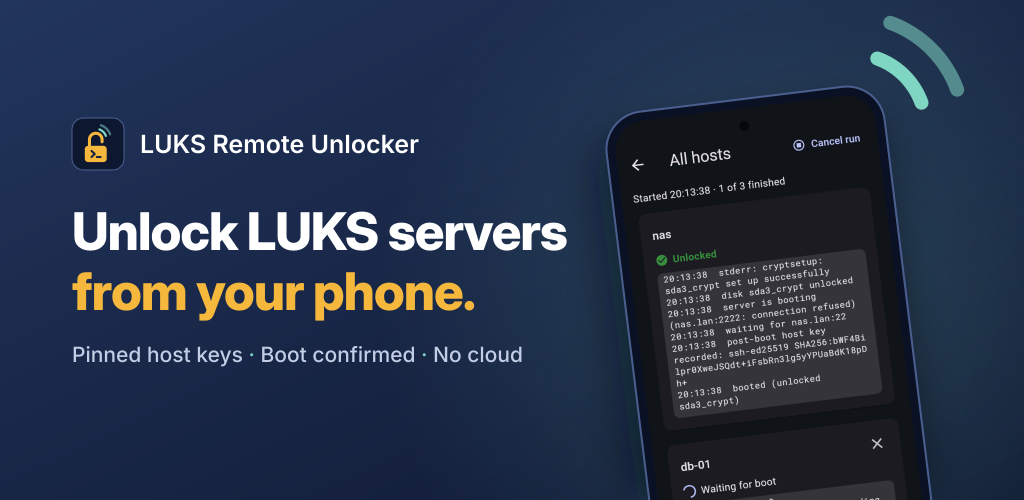 LUKS Remote Unlocker
Unlock LUKS servers
from your phone.
Pinned host keys · Boot confirmed · No cloud
All hosts
Cancel run
Started 20:13:38 · 1 of 3 finished
nas
Unlocked
20:13:38 stderr: cryptsetup:
sda3_crypt set up successfully
20:13:38 disk sda3_crypt unlocked
20:13:38 server is booting
(nas.lan:2222: connection refused)
20:13:38 waiting for nas.lan:22
20:13:38 post-boot host key
recorded: ssh-ed25519 SHA256:bWF4Bi
lpr0XweJSQdt+iFsbRn3lg5yYPUaBdK18pD
h+
20:13:38 booted (unlocked
sda3_crypt)
db-01
Waiting for boot